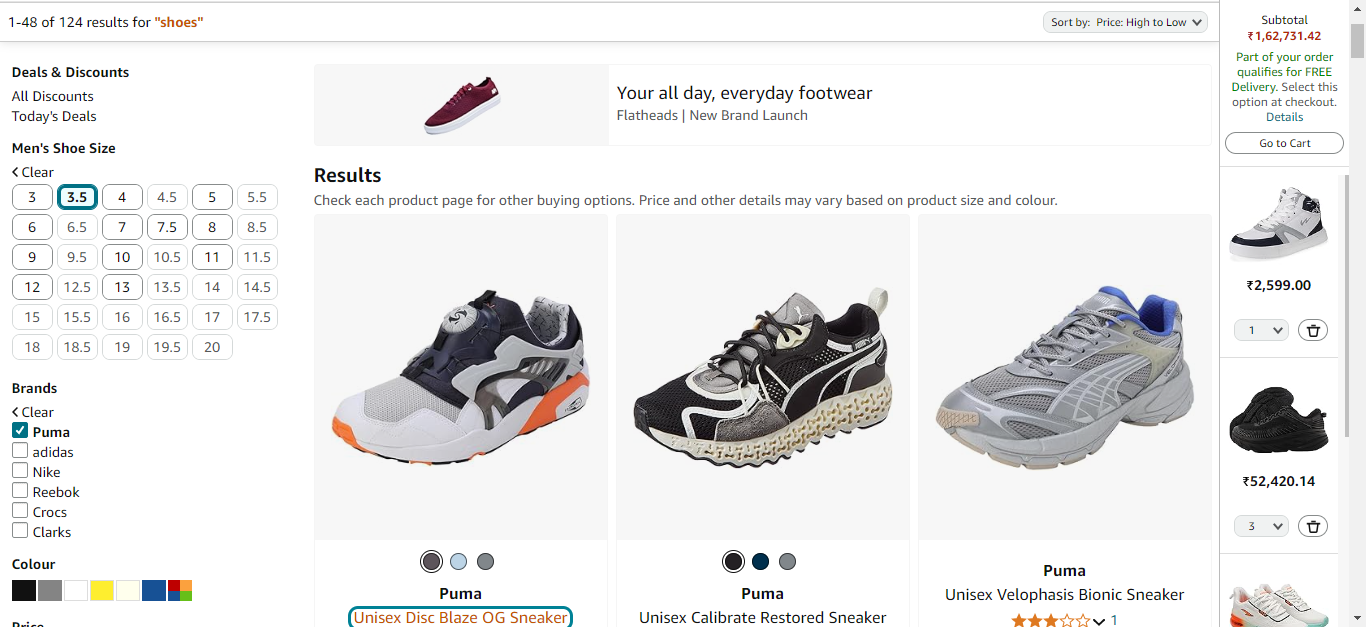 1-48 of 124 results for "shoes"
Sort by: Price: High to Low
Deals & Discounts
All Discounts
Today's Deals
Men's Shoe Size
Clear
3 3.5 4 4.5 5 5.5
6 6.5 7 7.5 8 8.5
9 9.5 10 10.5 11 11.5
12 12.5 13 13.5 14 14.5
15 15.5 16 16.5 17 17.5
18 18.5 19 19.5 20
Brands
Clear
Puma
adidas
Nike
Reebok
Crocs
Clarks
Colour
Price
Your all day, everyday footwear
Flatheads | New Brand Launch
Results
Check each product page for other buying options. Price and other details may vary based on product size and colour.
Puma
Unisex Disc Blaze OG Sneaker
Puma
Unisex Calibrate Restored Sneaker
Puma
Unisex Velophasis Bionic Sneaker
1
Subtotal
₹1,62,731.42
Part of your order
qualifies for FREE
Delivery. Select this
option at checkout.
Details
Go to Cart
₹2,599.00
1
₹52,420.14
3